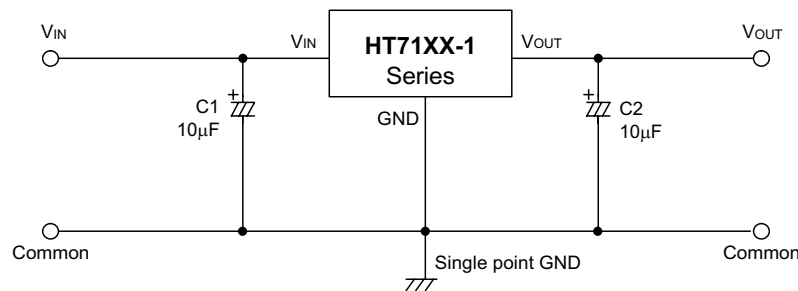 VIN
VIN
HT71XX-1
Series
VOUT
VOUT
+
C1
10μF
GND
+
C2
10μF
Common
Single point GND
Common